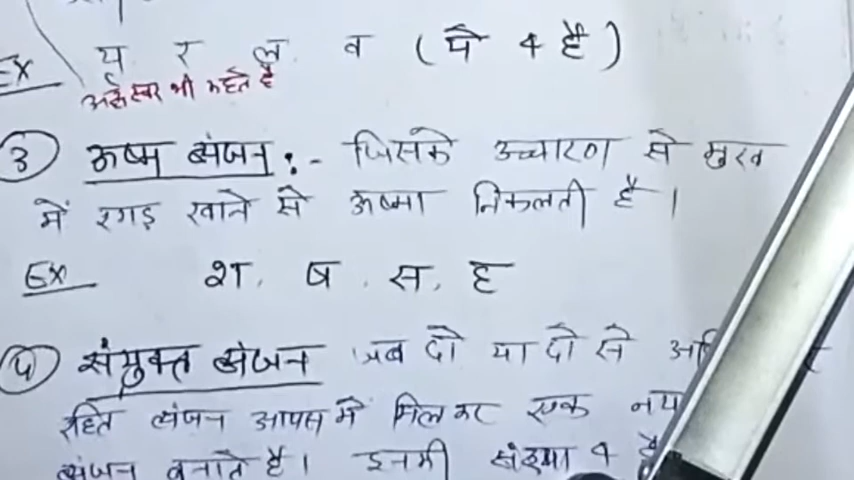 Ex य र ल व (ये 4 है)
अर्द्धस्वर भी कहते है
3 ऊष्म व्यंजन :- जिसके उच्चारण से मुख
में रगड़ खाने से ऊष्मा निकलती है।
Ex श, ष, स, ह
4 संयुक्त व्यंजन जब दो या दो से
रहित व्यंजन आपस में मिलकर एक
व्यंजन बनाते है। इनकी संख्या 4 है